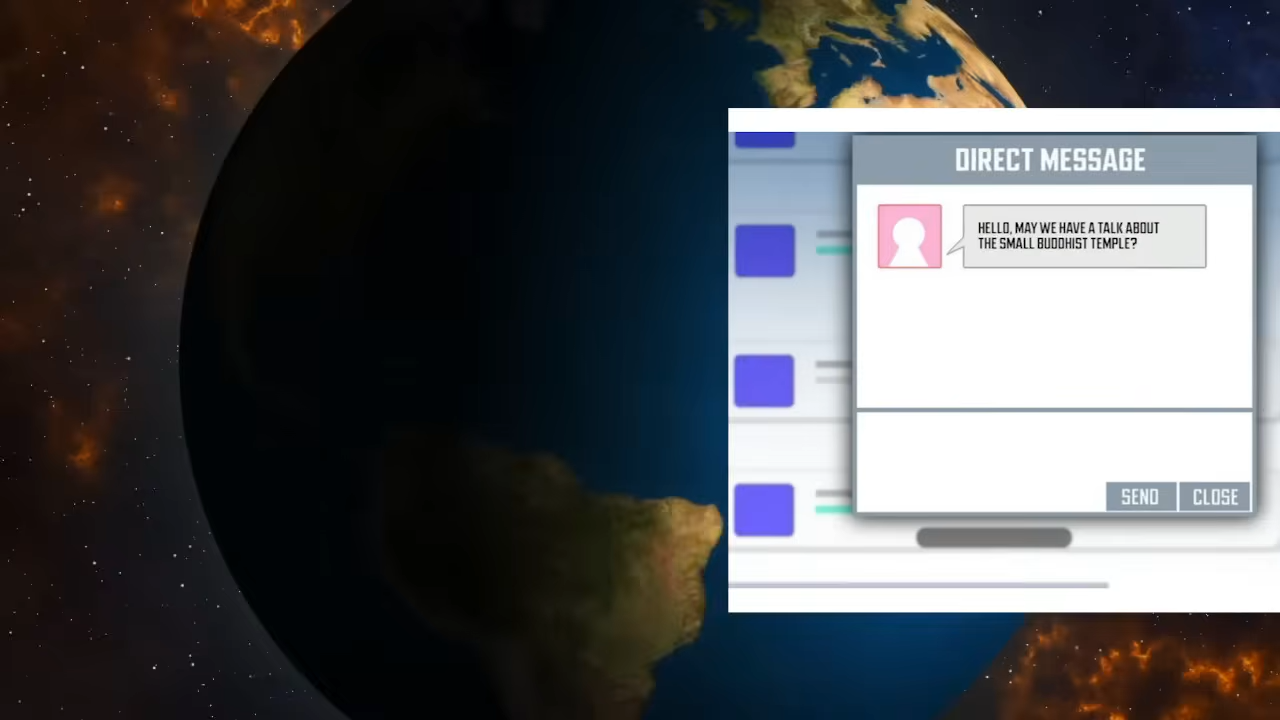 DIRECT MESSAGE
HELLO, MAY WE HAVE A TALK ABOUT
THE SMALL BUDDHIST TEMPLE?
SEND CLOSE